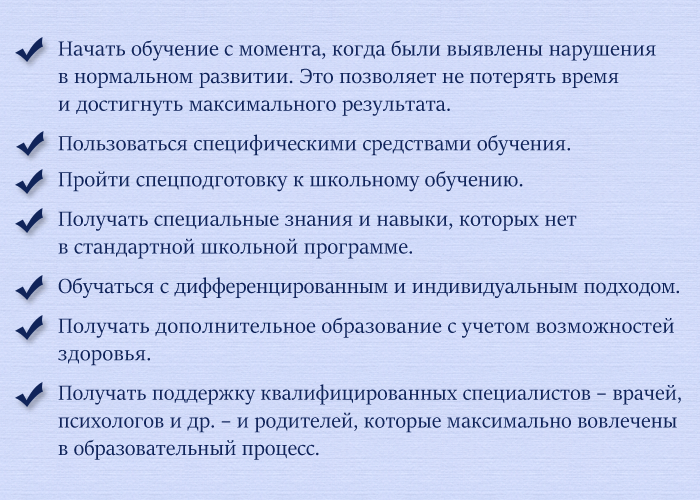 Начать обучение с момента, когда были выявлены нарушения
в нормальном развитии. Это позволяет не потерять время
и достигнуть максимального результата.
Пользоваться специфическими средствами обучения.
Пройти спецподготовку к школьному обучению.
Получать специальные знания и навыки, которых нет
в стандартной школьной программе.
Обучаться с дифференцированным и индивидуальным подходом.
Получать дополнительное образование с учетом возможностей
здоровья.
Получать поддержку квалифицированных специалистов – врачей,
психологов и др. – и родителей, которые максимально вовлечены
в образовательный процесс.